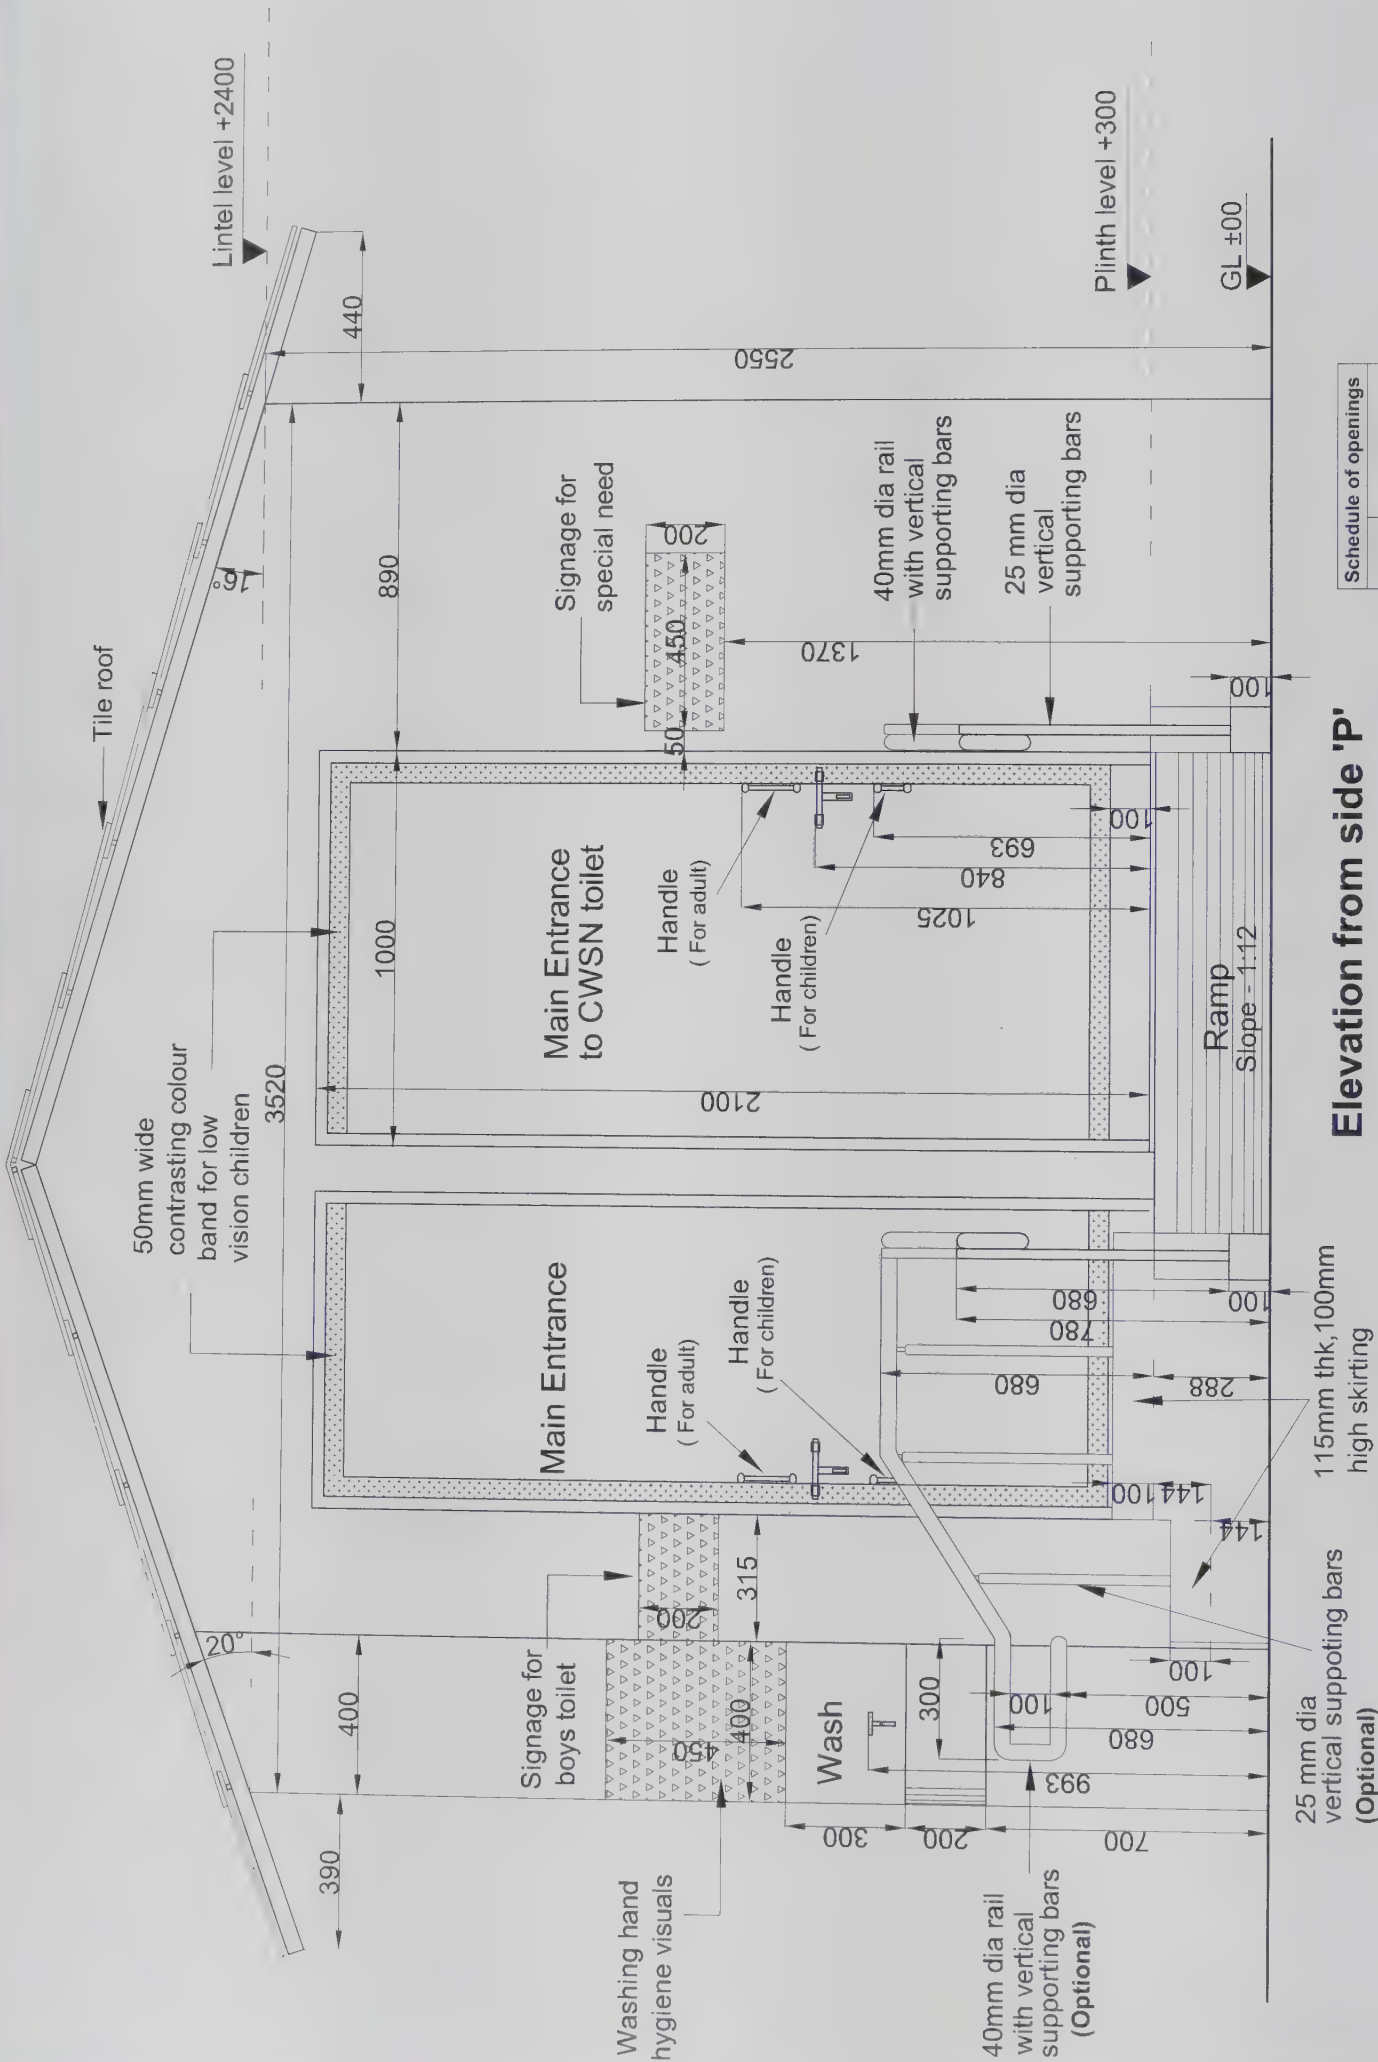 Lintel level +2400
Tile roof
50mm wide
contrasting colour
band for low
vision children
440
16°
20°
3520
890
1000
400
390
2550
Signage for
special need
200
450
50
1370
Signage for
boys toilet
200
315
Washing hand
hygiene visuals
450
400
Main Entrance
to CWSN toilet
Main Entrance
2100
Handle
( For adult)
Handle
( For children)
Handle
( For adult)
Handle
( For children)
693
840
1025
100
40mm dia rail
with vertical
supporting bars
25 mm dia
vertical
supporting bars
Plinth level +300
GL ±00
100
Wash
300
200
700
993
300
100
500
680
100
680
780
100
680
288
100
144
144
Ramp
Slope - 1:12
40mm dia rail
with vertical
supporting bars
(Optional)
25 mm dia
vertical suppoting bars
(Optional)
115mm thk,100mm
high skirting
Elevation from side 'P'
Schedule of openings